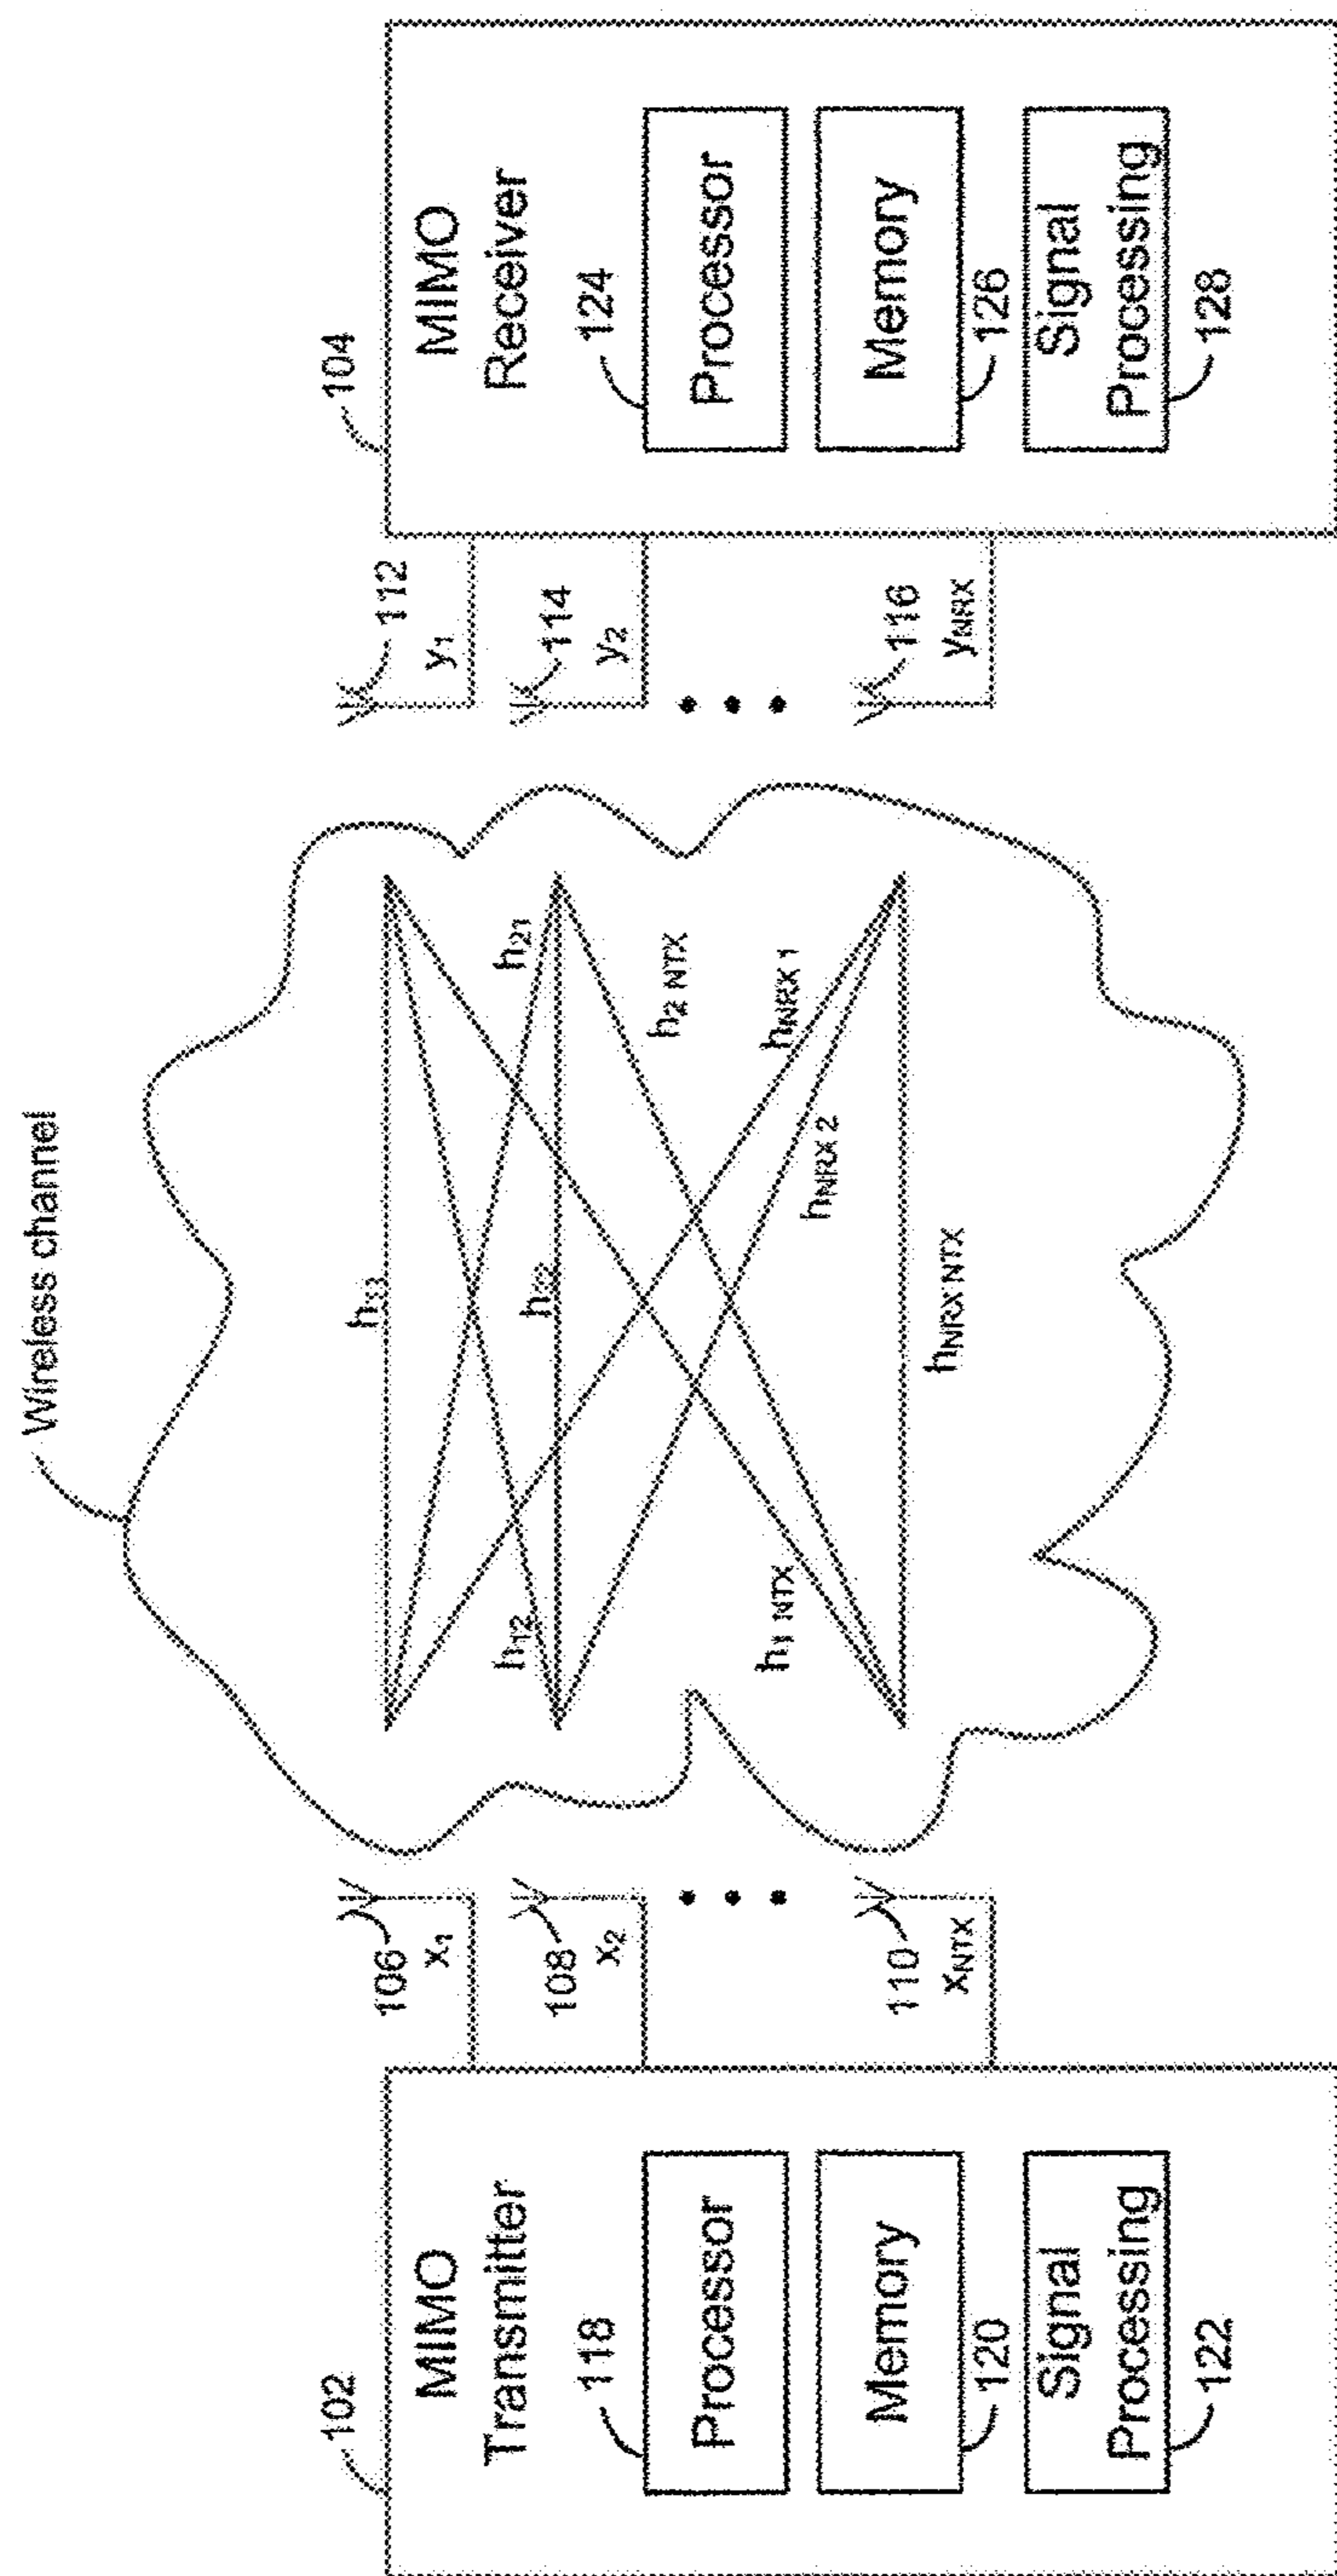 Wireless channel
102
MIMO
Transmitter
118
Processor
Memory
120
Signal
Processing
122
106
x₁
108
x₂
110
xNTX
h₁₂
h₂₁
h₁ NTX
h₂ NTX
hNRX 1
hNRX 2
hNRX NTX
112
y₁
114
y₂
116
yNRX
104
MIMO
Receiver
124
Processor
Memory
126
Signal
Processing
128